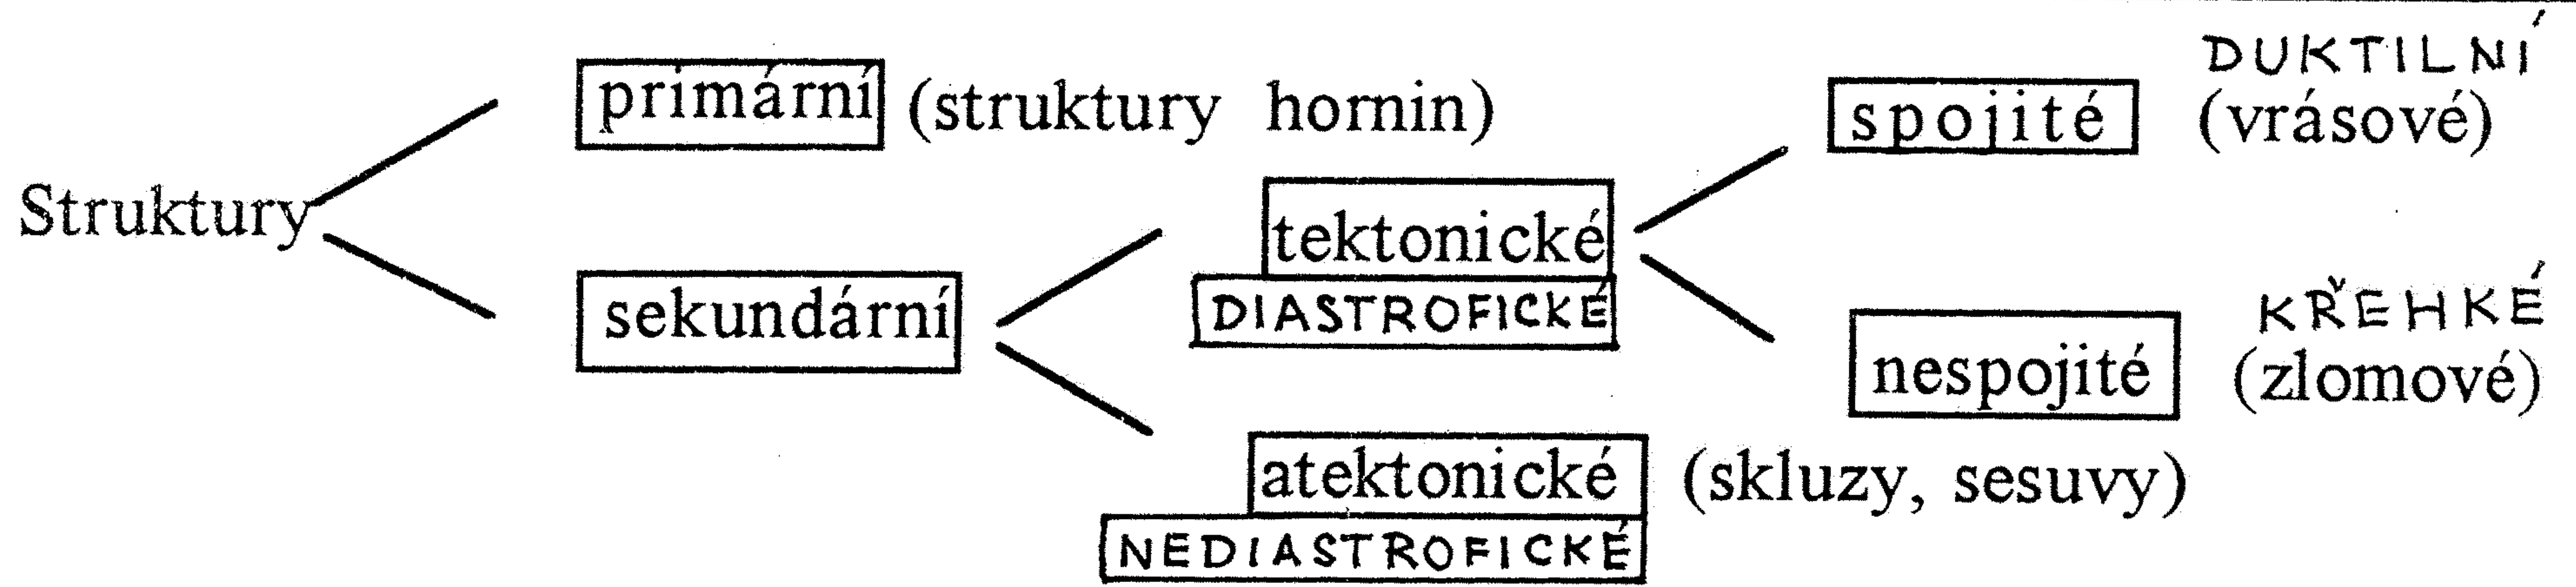 Struktury
primární (struktury hornin)
sekundární
tektonické
DIASTROFICKÉ
atektonické (skluzy, sesuvy)
NEDIASTROFICKÉ
DUKTILNÍ
spojité (vrásové)
KŘEHKÉ
nespojité (zlomové)